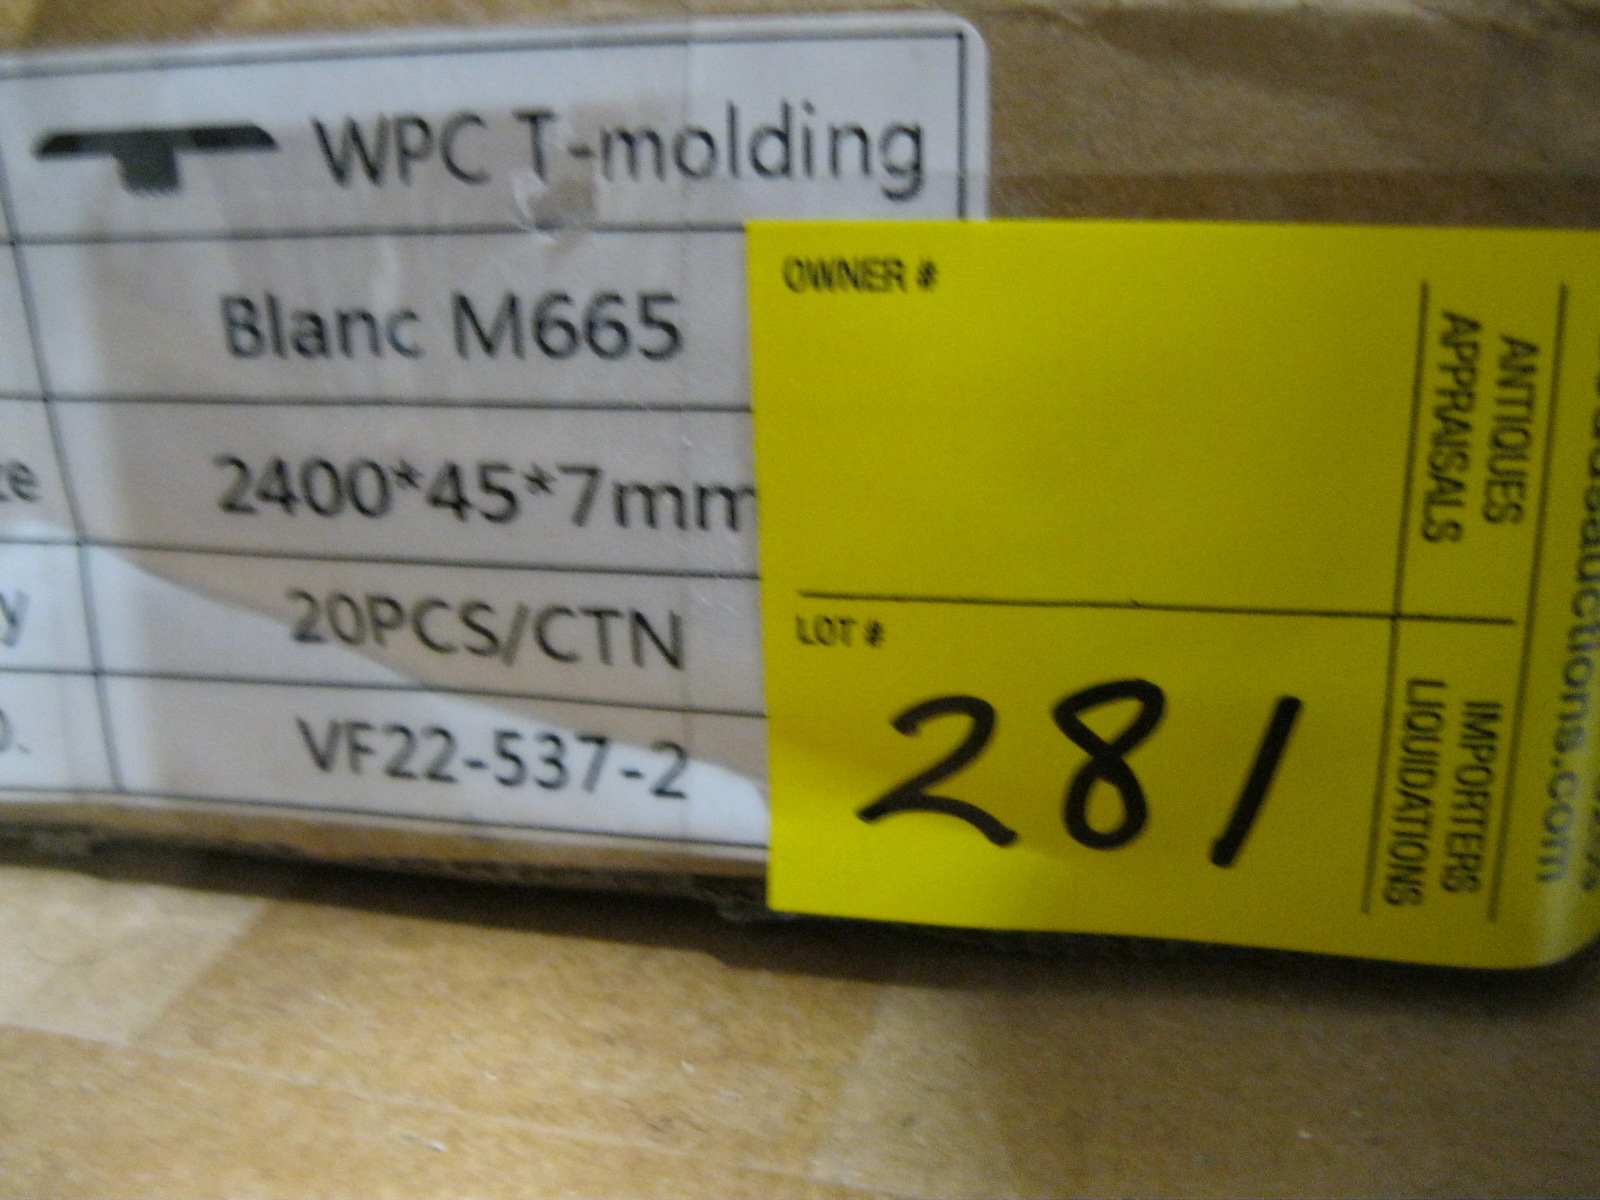 WPC T-molding
Blanc M665
ze
2400*45*7mm
y
20PCS/CTN
O.
VF22-537-2
OWNER #
LOT #
281
ANTIQUES
APPRAISALS
IMPORTERS
LIQUIDATIONS